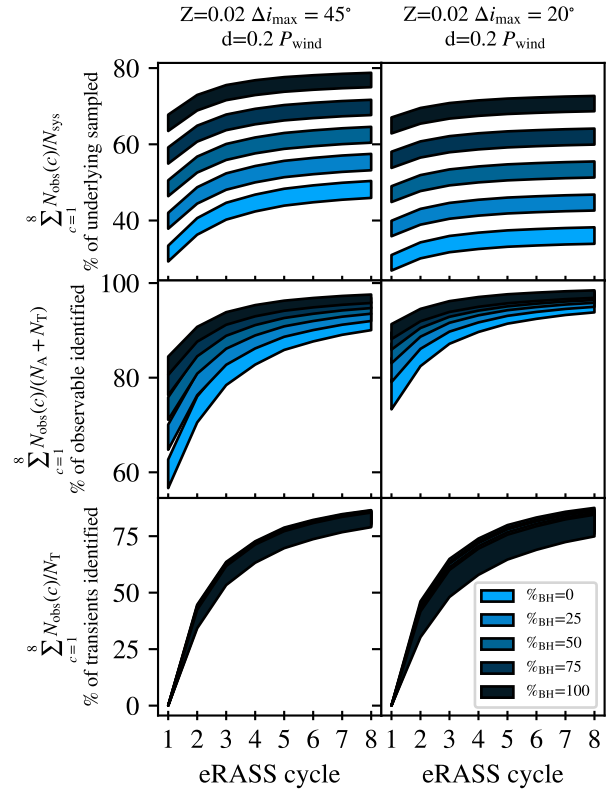 Z=0.02 Δi_max = 45°
d=0.2 P_wind
Z=0.02 Δi_max = 20°
d=0.2 P_wind
8
∑ N_obs(c)/N_sys
c=1
% of underlying sampled
80
60
40
8
∑ N_obs(c)/(N_A + N_T)
c=1
% of observable identified
100
80
60
8
∑ N_obs(c)/N_T
c=1
% of transients identified
75
50
25
0
%_BH=0
%_BH=25
%_BH=50
%_BH=75
%_BH=100
1 2 3 4 5 6 7 8
1 2 3 4 5 6 7 8
eRASS cycle
eRASS cycle